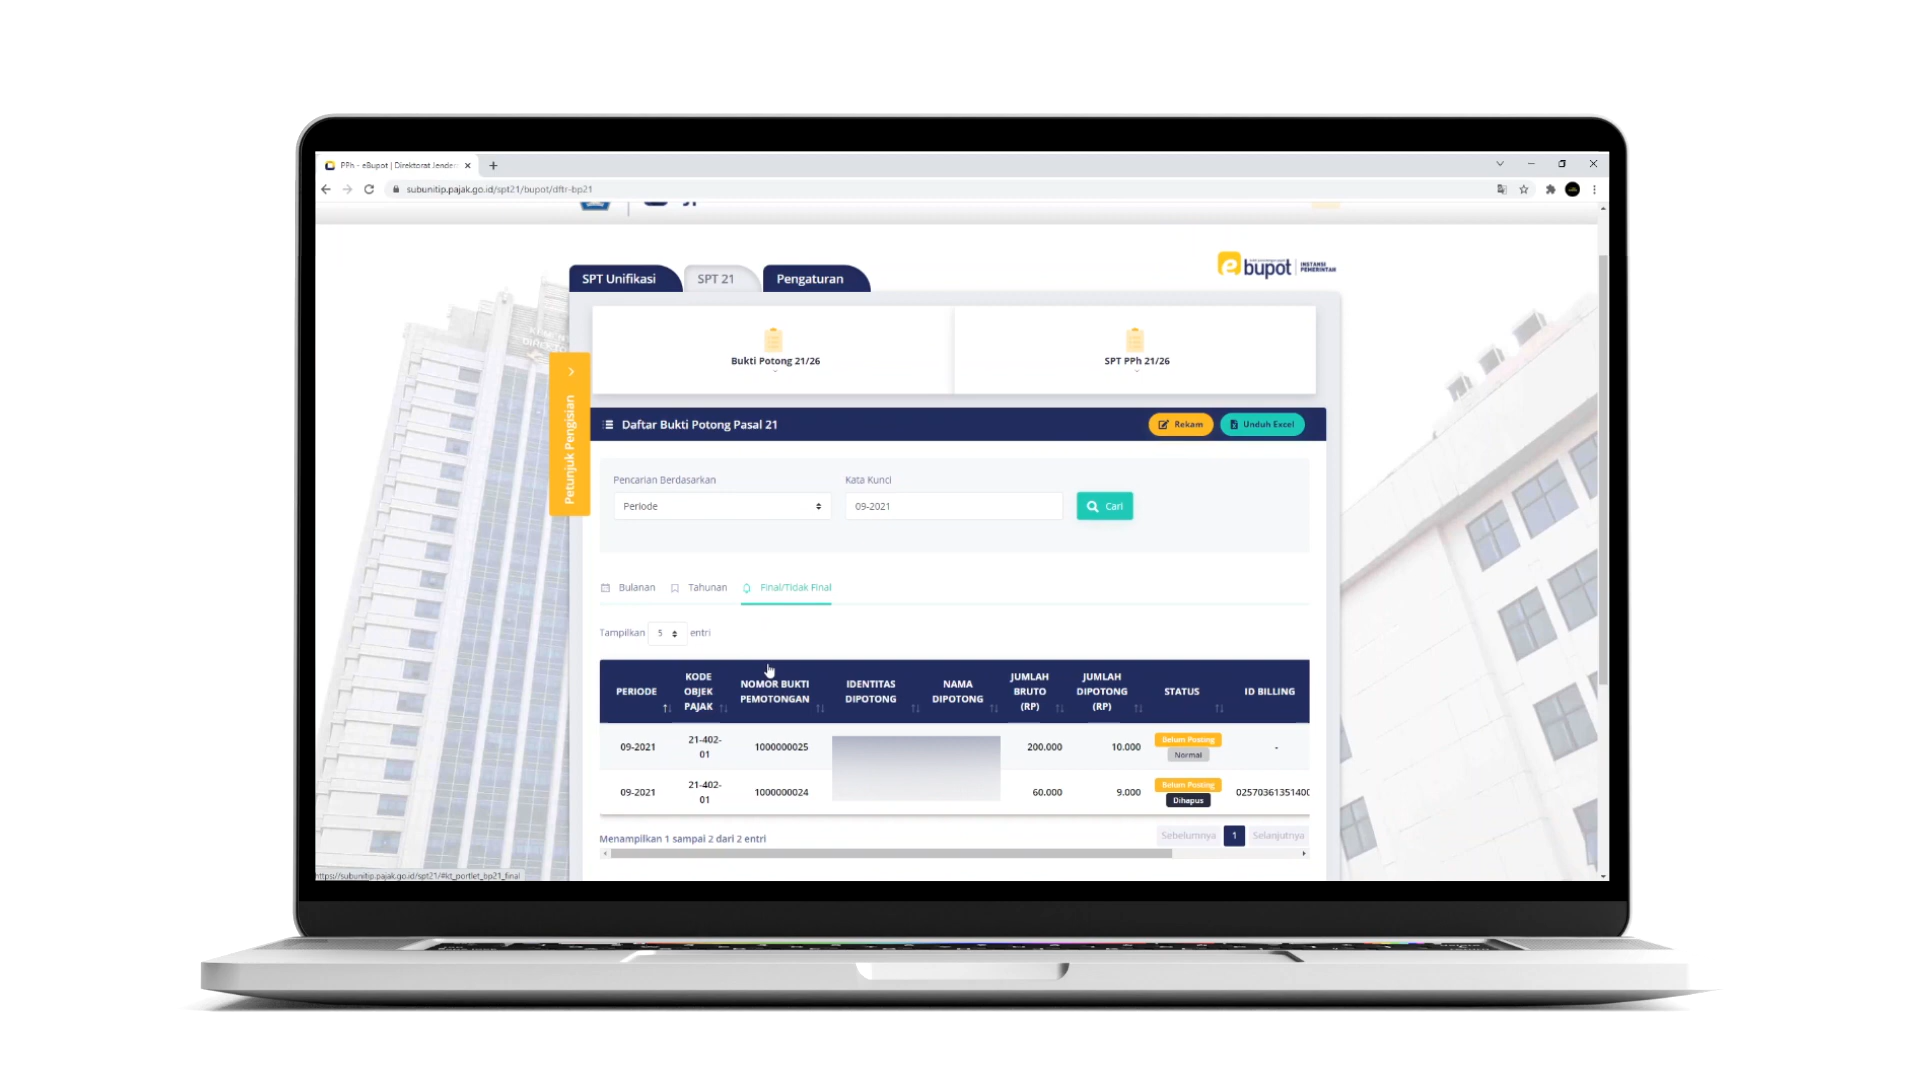 PPh - eBupot | Direktorat Jender
subunitip.pajak.go.id/spt21/bupot/dftr-bp21
SPT Unifikasi
SPT 21
Pengaturan
ebupot
INSTANSI
PEMERINTAH
Bukti Potong 21/26
SPT PPh 21/26
Petunjuk Pengisian
Daftar Bukti Potong Pasal 21
Rekam
Unduh Excel
Pencarian Berdasarkan
Kata Kunci
Periode
09-2021
Cari
Bulanan
Tahunan
Final/Tidak Final
Tampilkan 5 entri
PERIODE
KODE
OBJEK
PAJAK
NOMOR BUKTI
PEMOTONGAN
IDENTITAS
DIPOTONG
NAMA
DIPOTONG
JUMLAH
BRUTO
(RP)
JUMLAH
DIPOTONG
(RP)
STATUS
ID BILLING
09-2021
21-402-
01
1000000025
200.000
10.000
Belum Posting
Normal
-
09-2021
21-402-
01
1000000024
60.000
9.000
Belum Posting
Dihapus
02570361351400
Menampilkan 1 sampai 2 dari 2 entri
Sebelumnya
1
Selanjutnya
https://subunitip.pajak.go.id/spt21/#kt_portlet_bp21_final